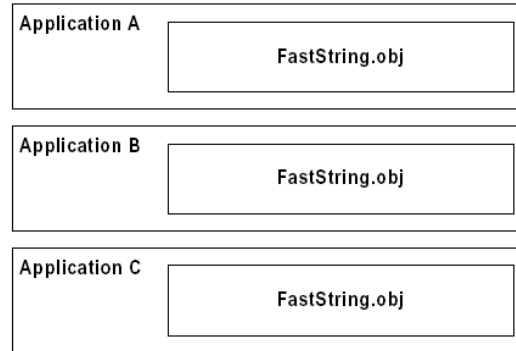 Application A
FastString.obj
Application B
FastString.obj
Application C
FastString.obj